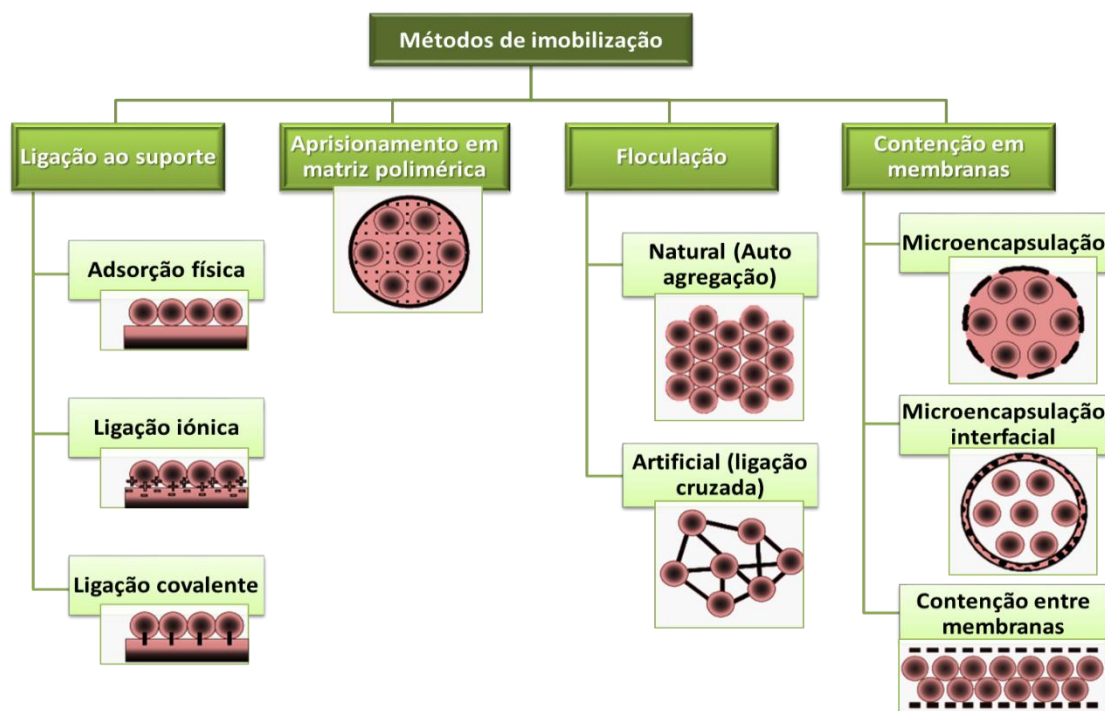 Métodos de imobilização
Ligação ao suporte
Adsorção física
Ligação iónica
Ligação covalente
Aprisionamento em
matriz polimérica
Floculação
Natural (Auto
agregação)
Artificial (ligação
cruzada)
Contenção em
membranas
Microencapsulação
Microencapsulação
interfacial
Contenção entre
membranas